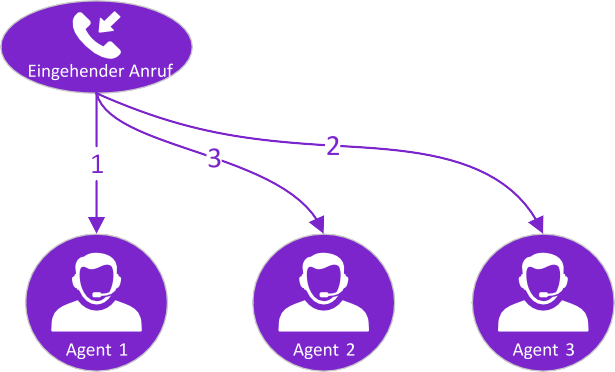 Eingehender Anruf
1
3
2
Agent 1
Agent 2
Agent 3